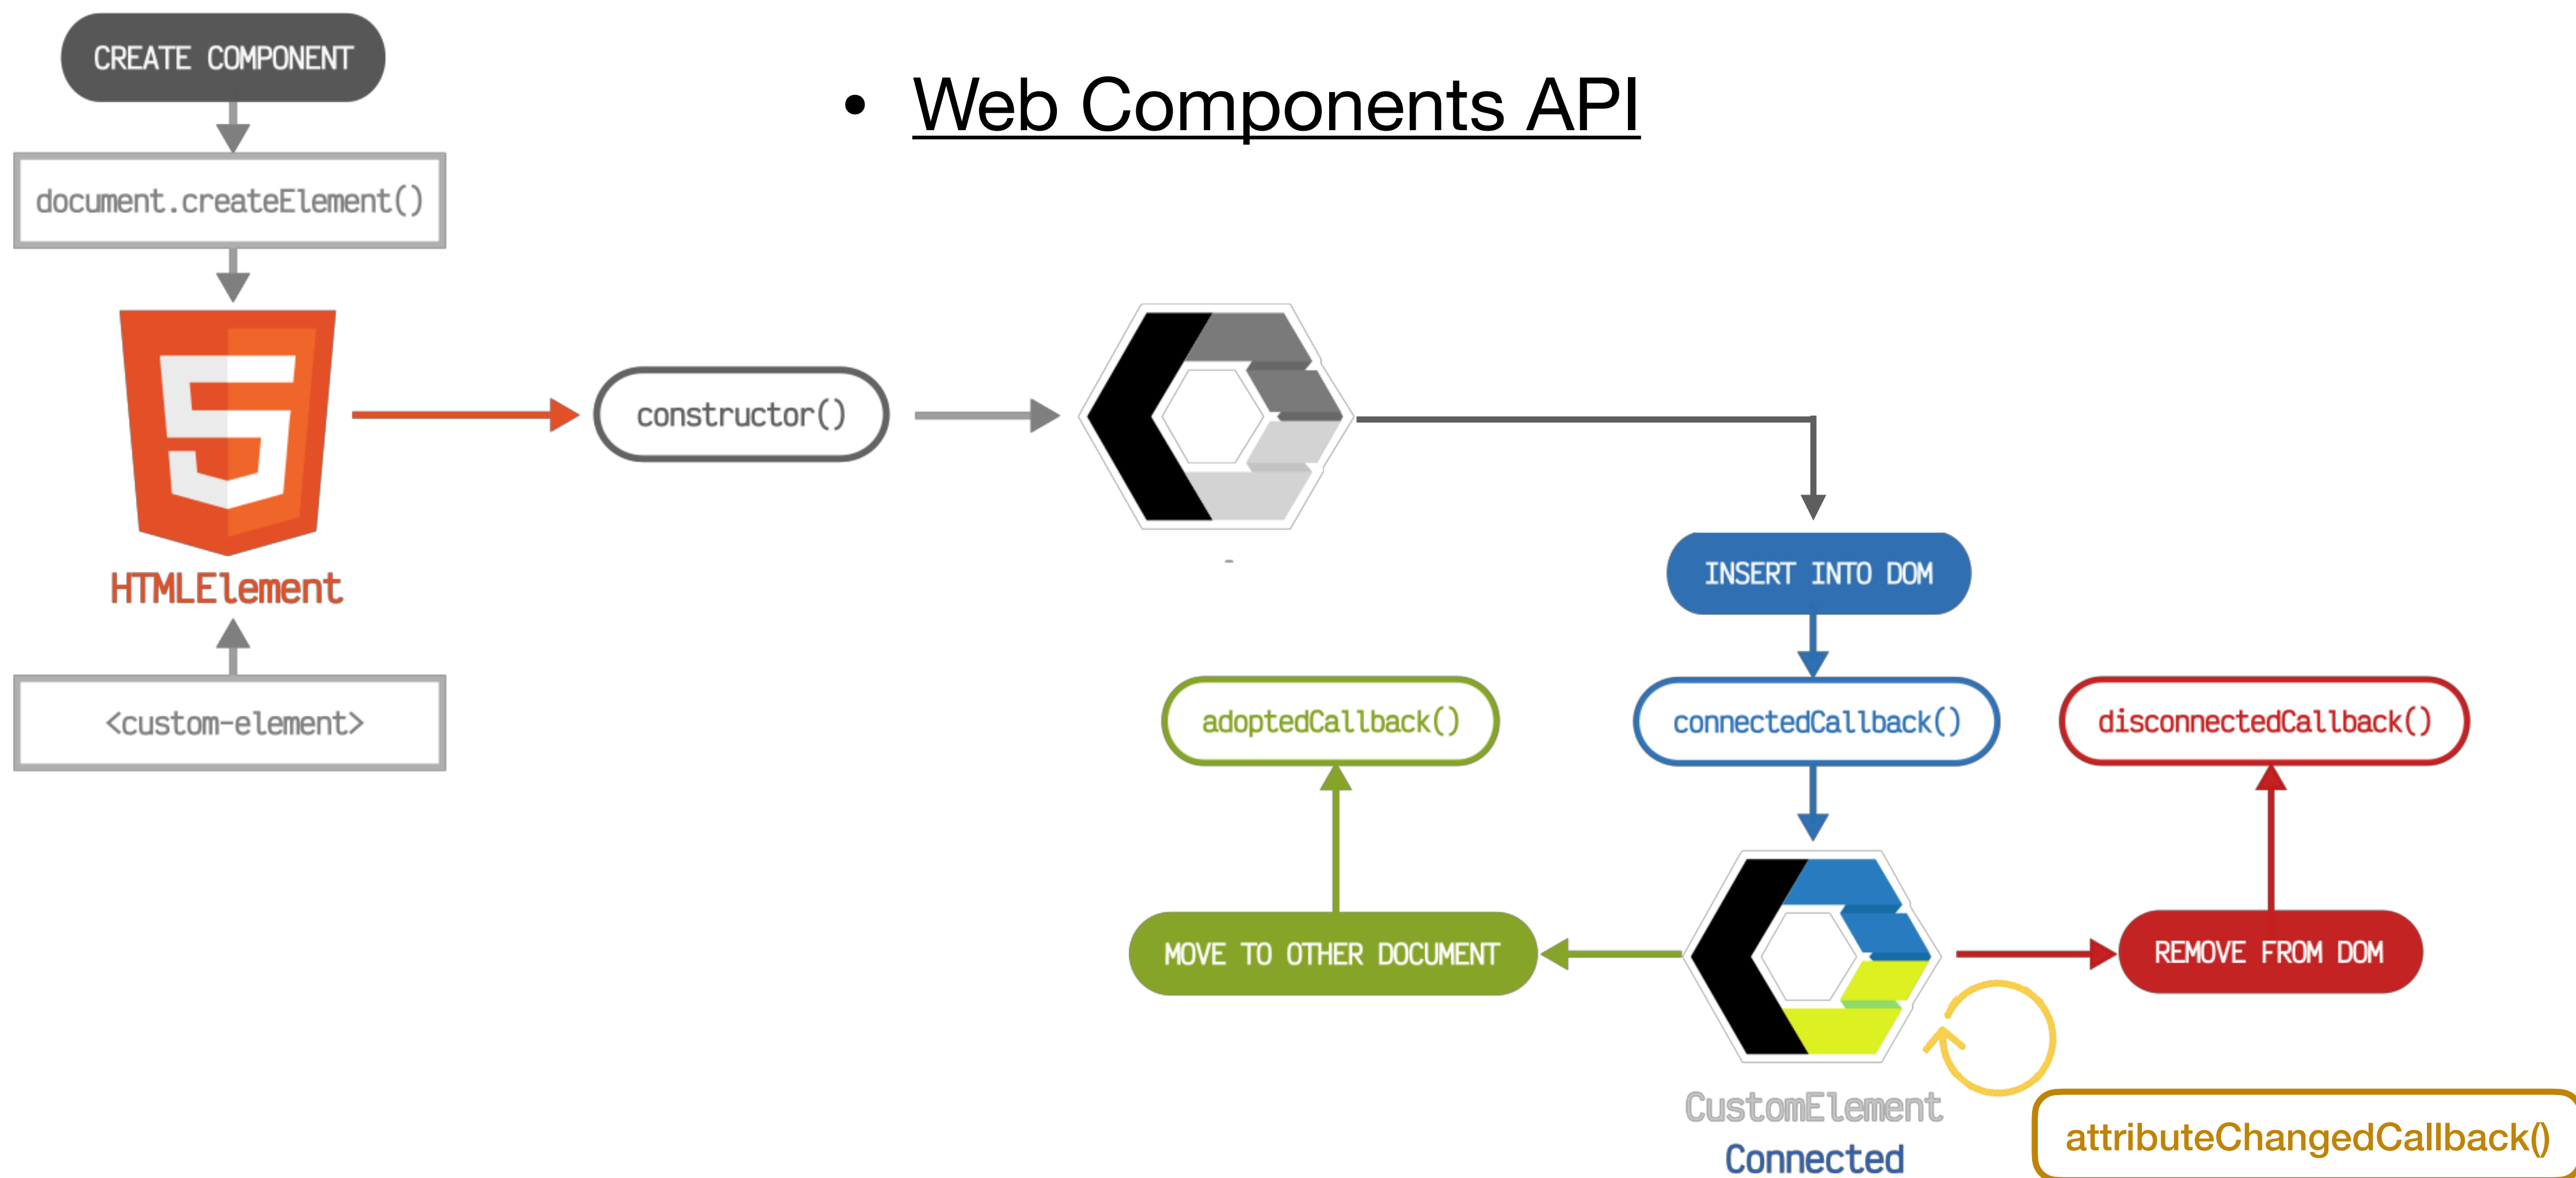 CREATE COMPONENT
• Web Components API
document.createElement()
constructor()
HTMLElement
<custom-element>
INSERT INTO DOM
adoptedCallback()
connectedCallback()
disconnectedCallback()
MOVE TO OTHER DOCUMENT
REMOVE FROM DOM
CustomElement
Connected
attributeChangedCallback()